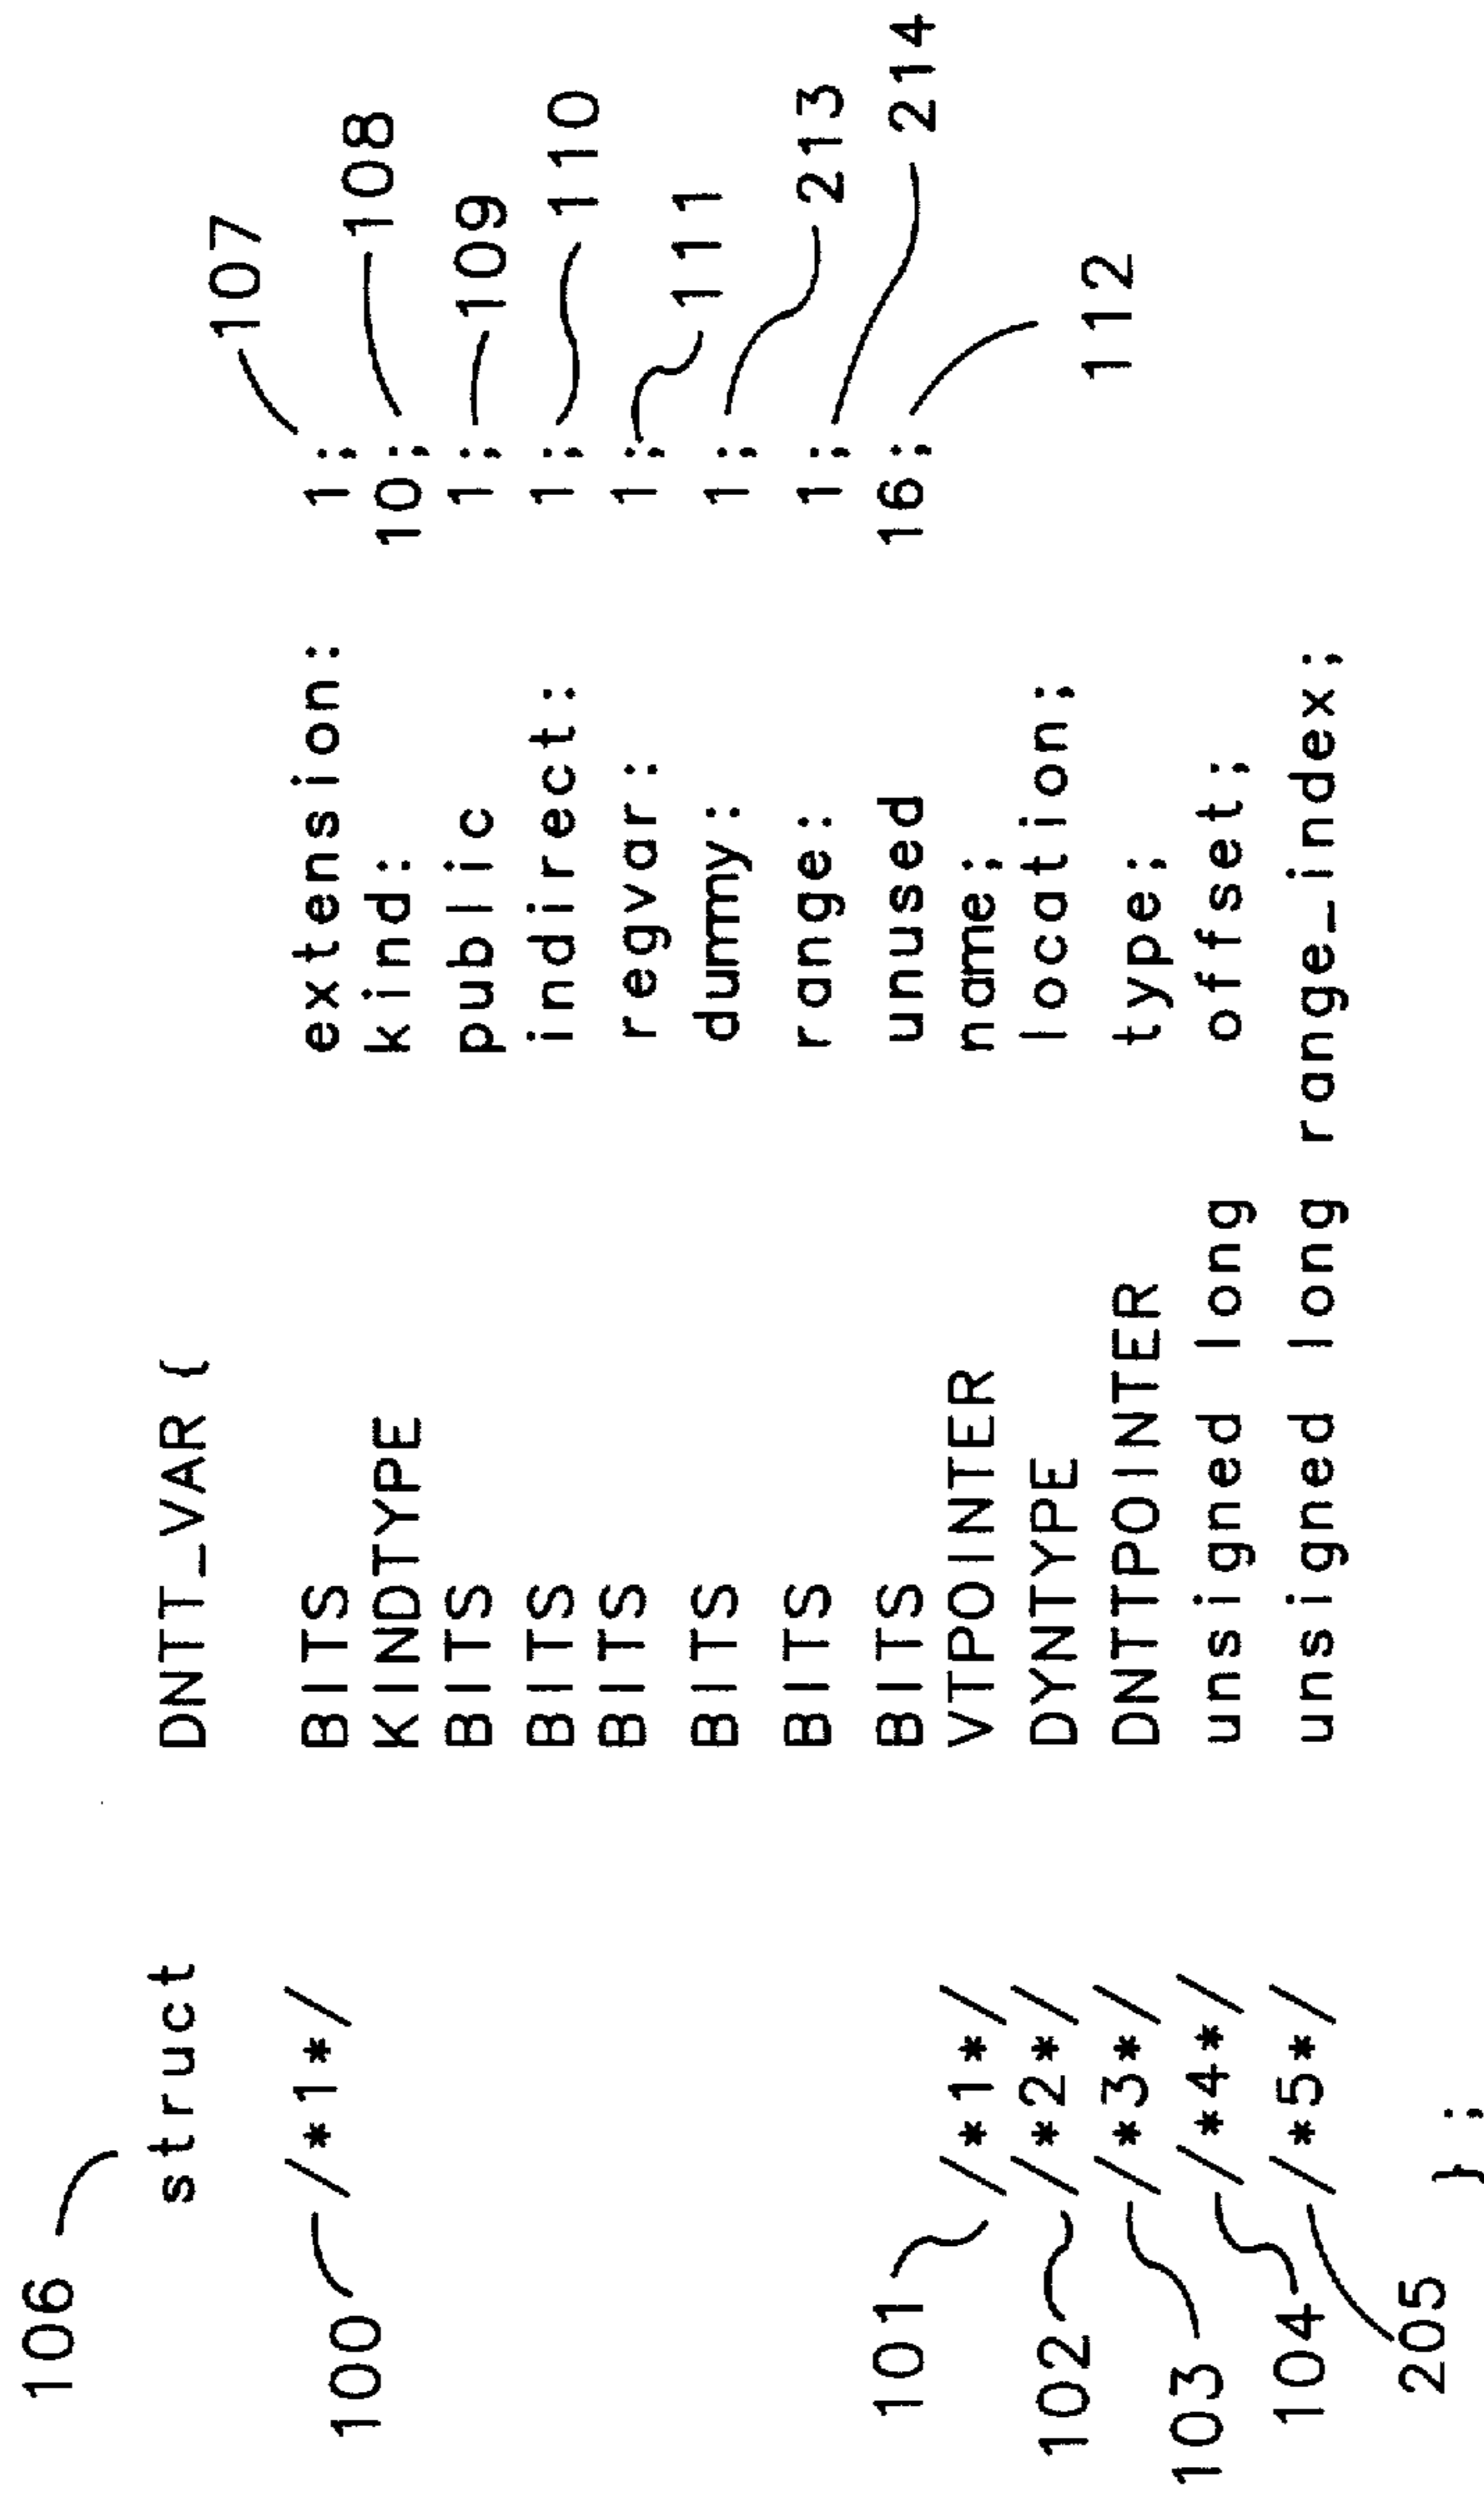 106
struct DNTT_VAR {
107
100 /*1*/ BITS extension: 1;
108
KINDTYPE kind: 10;
109
BITS public 1;
110
BITS indirect: 1;
111
BITS regvar: 1;
213
BITS dummy: 1;
214
BITS range: 1;
BITS unused 16;
112
101 /*1*/ VTPOINTER name;
102 /*2*/ DYNTYPE location;
103 /*3*/ DNTTPOINTER type;
104 /*4*/ unsigned long offset;
205 /*5*/ unsigned long range_index;
};